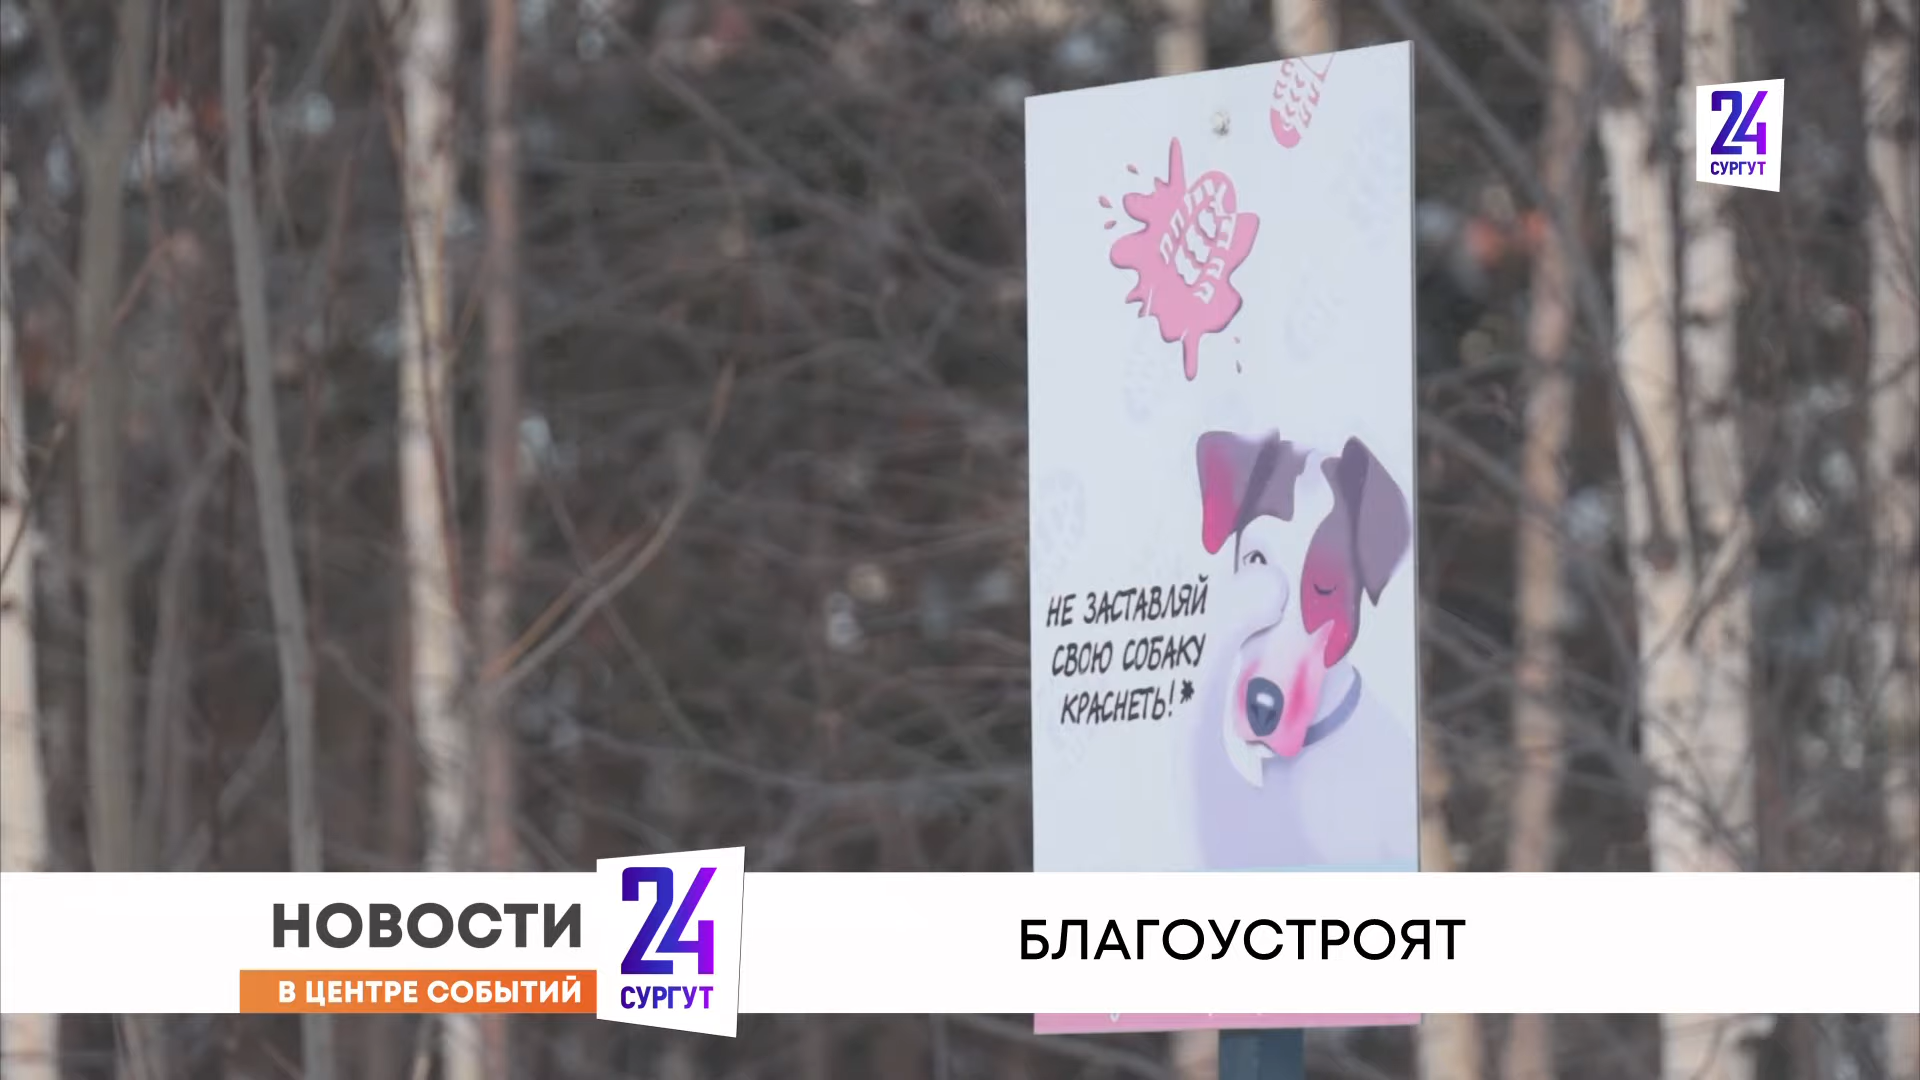 24
СУРГУТ
НЕ ЗАСТАВЛЯЙ
СВОЮ СОБАКУ
КРАСНЕТЬ!*
НОВОСТИ
В ЦЕНТРЕ СОБЫТИЙ
24
СУРГУТ
БЛАГОУСТРОЯТ